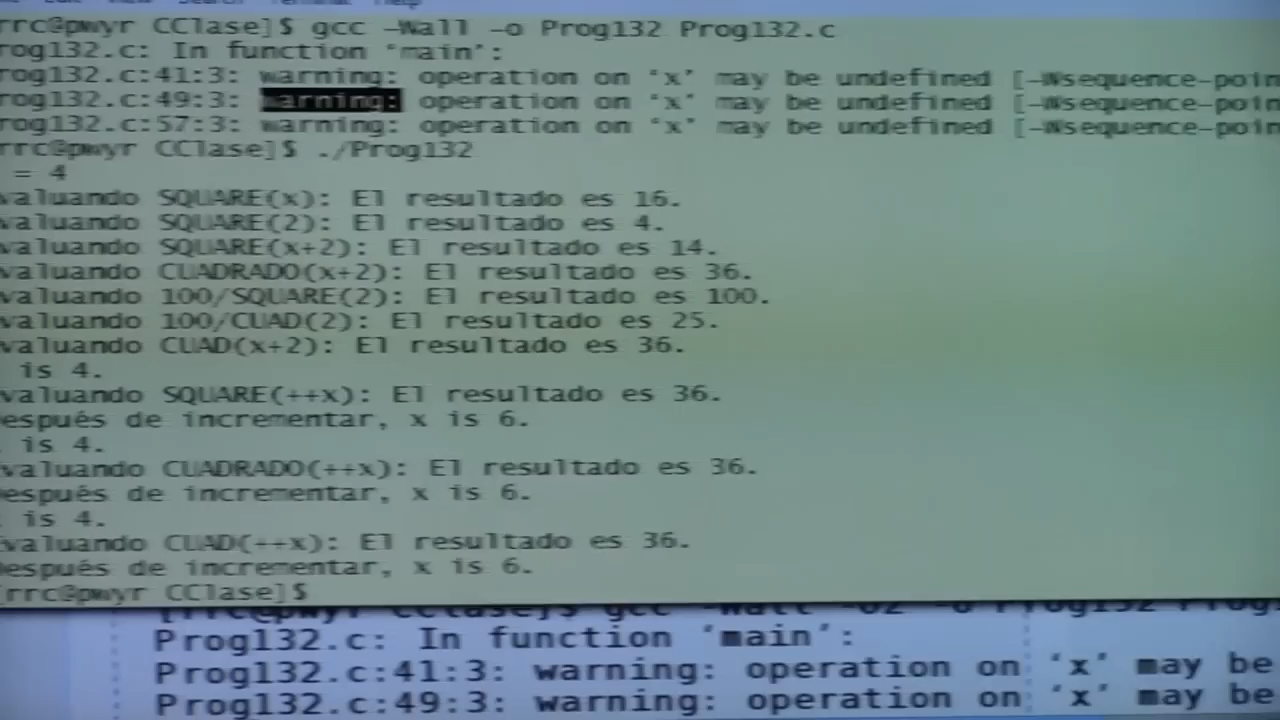 rrc@pwyr CClase]$ gcc -Wall -o Prog132 Prog132.c
rog132.c: In function ‘main’:
rog132.c:41:3: warning: operation on ‘x’ may be undefined [-Wsequence-poin
rog132.c:49:3: warning: operation on ‘x’ may be undefined [-Wsequence-poin
rog132.c:57:3: warning: operation on ‘x’ may be undefined [-Wsequence-poin
rrc@pwyr CClase]$ ./Prog132
= 4
valuando SQUARE(x): El resultado es 16.
valuando SQUARE(2): El resultado es 4.
valuando SQUARE(x+2): El resultado es 14.
valuando CUADRADO(x+2): El resultado es 36.
valuando 100/SQUARE(2): El resultado es 100.
valuando 100/CUAD(2): El resultado es 25.
valuando CUAD(x+2): El resultado es 36.
is 4.
valuando SQUARE(++x): El resultado es 36.
espués de incrementar, x is 6.
is 4.
valuando CUADRADO(++x): El resultado es 36.
espués de incrementar, x is 6.
is 4.
valuando CUAD(++x): El resultado es 36.
espués de incrementar, x is 6.
[rrc@pwyr CClase]$
[rrc@pwyr CClase]$ gcc -Wall -O2 -o Prog132 Prog
Prog132.c: In function ‘main’:
Prog132.c:41:3: warning: operation on ‘x’ may be
Prog132.c:49:3: warning: operation on ‘x’ may be